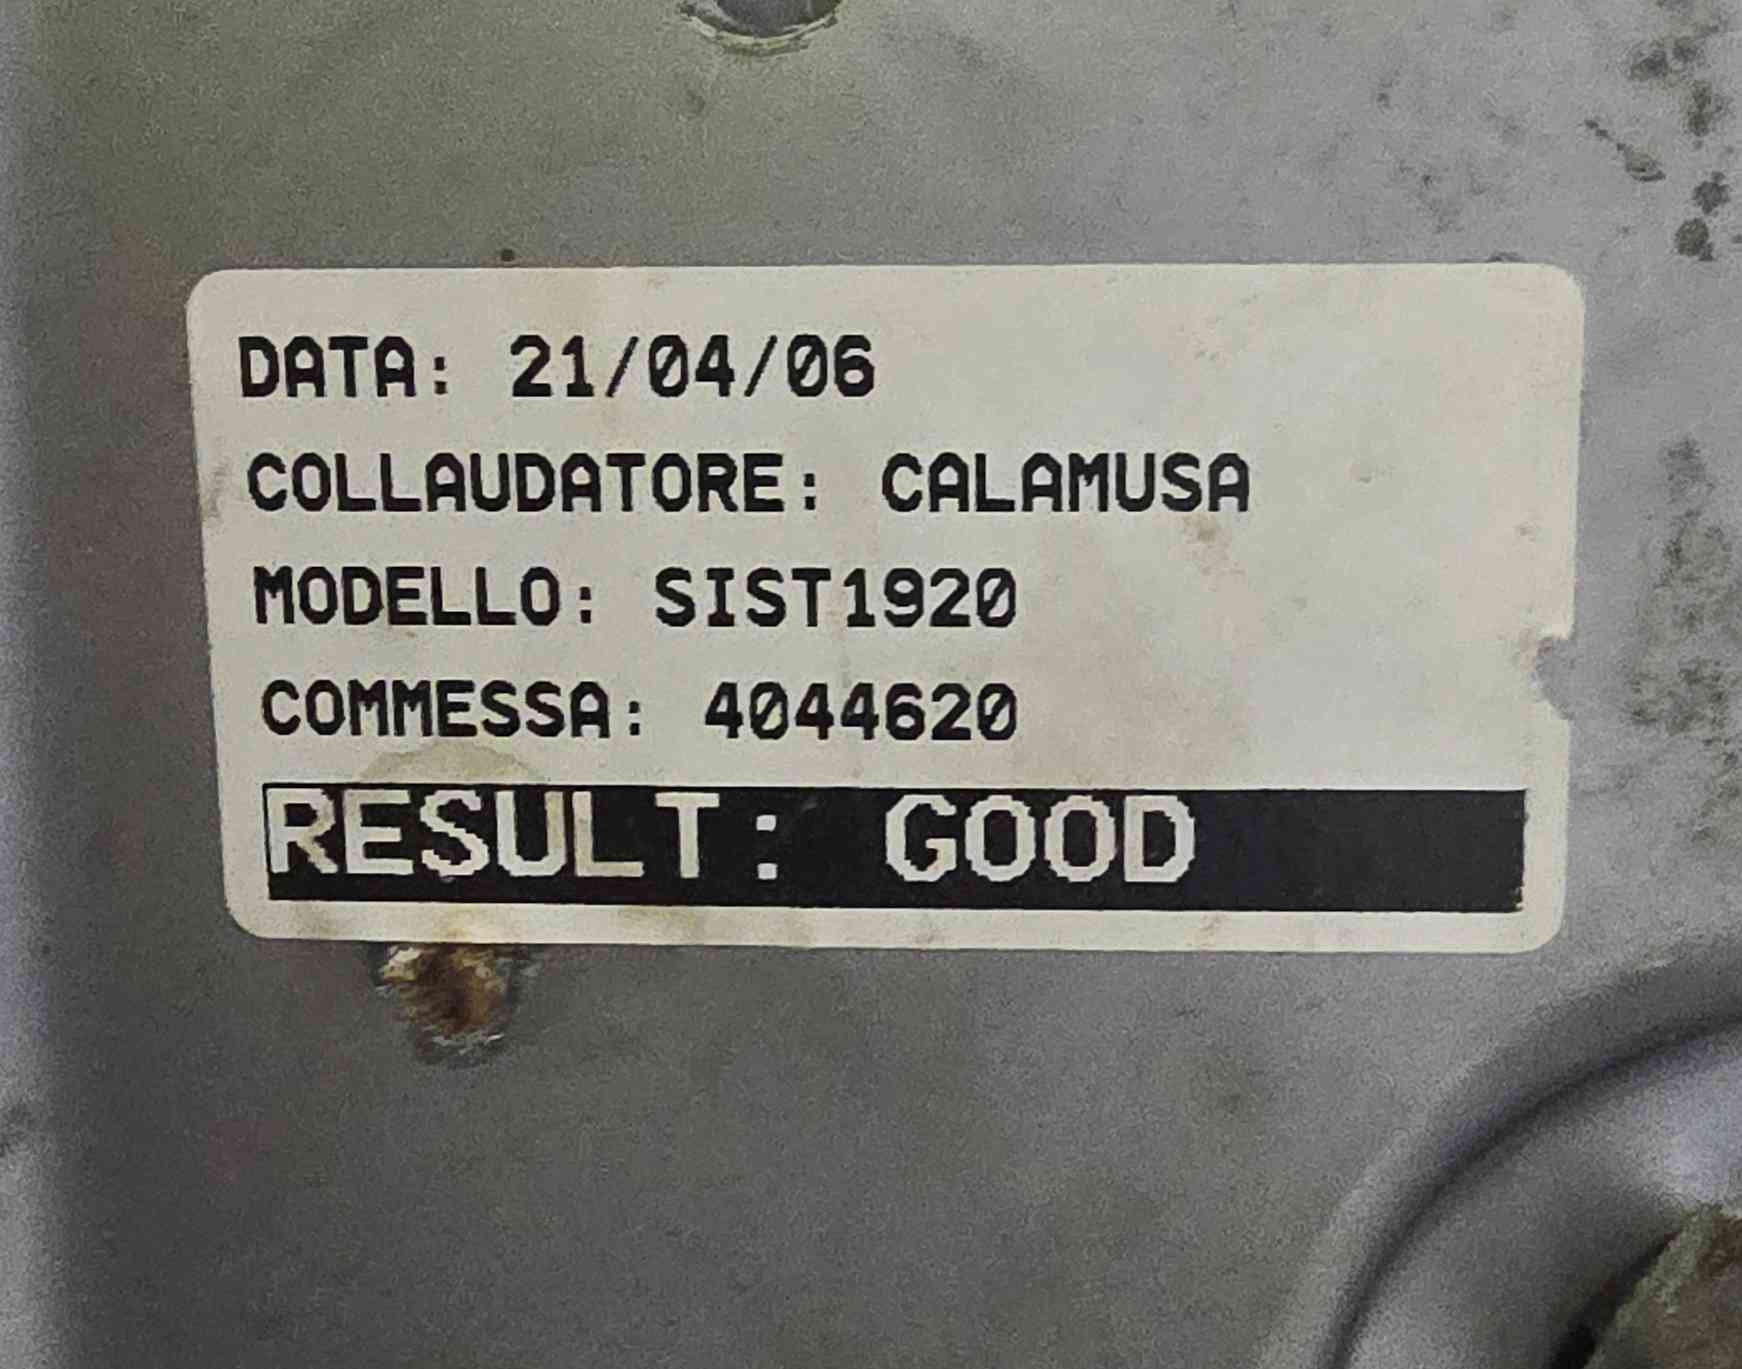 DATA: 21/04/06
COLLAUDATORE: CALAMUSA
MODELLO: SIST1920
COMMESSA: 4044620
RESULT: GOOD